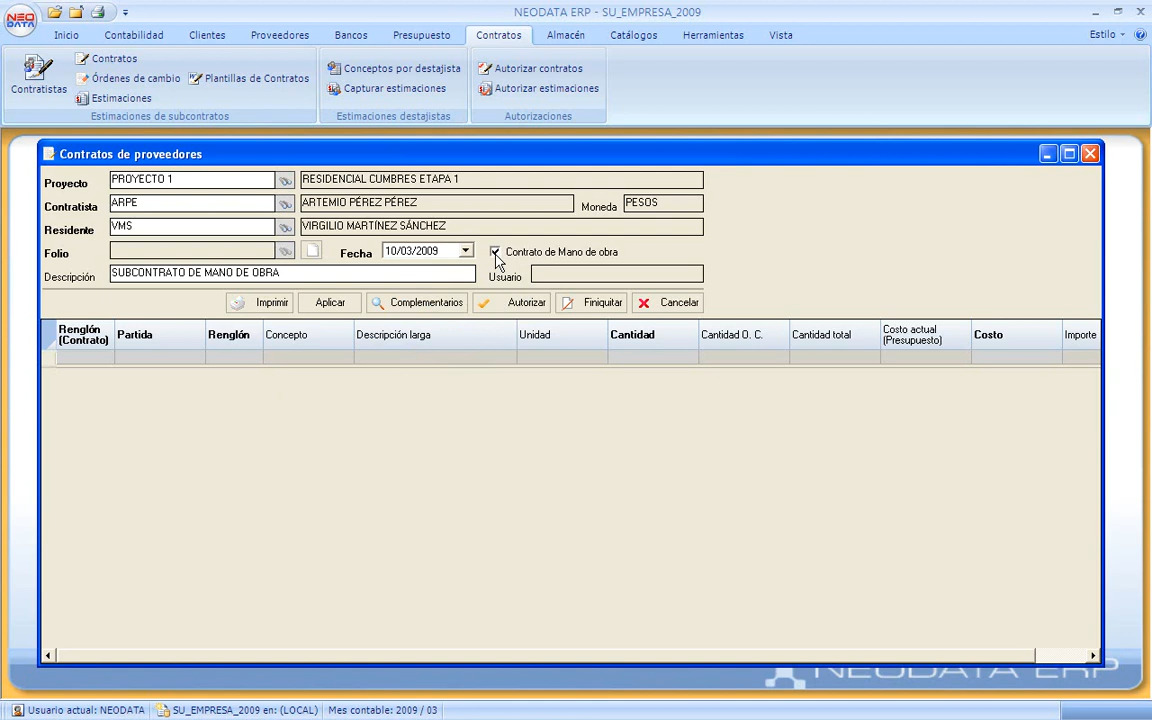 NEODATA ERP - SU_EMPRESA_2009
NEO
DATA
Inicio Contabilidad Clientes Proveedores Bancos Presupuesto Contratos Almacén Catálogos Herramientas Vista Estilo
Contratistas
Contratos
Órdenes de cambio
Plantillas de Contratos
Estimaciones
Estimaciones de subcontratos
Conceptos por destajista
Capturar estimaciones
Estimaciones destajistas
Autorizar contratos
Autorizar estimaciones
Autorizaciones
Contratos de proveedores
Proyecto PROYECTO 1 RESIDENCIAL CUMBRES ETAPA 1
Contratista ARPE ARTEMIO PÉREZ PÉREZ Moneda PESOS
Residente VMS VIRGILIO MARTÍNEZ SÁNCHEZ
Folio Fecha 10/03/2009 Contrato de Mano de obra
Descripción SUBCONTRATO DE MANO DE OBRA Usuario
Imprimir Aplicar Complementarios Autorizar Finiquitar Cancelar
Renglón (Contrato) Partida Renglón Concepto Descripción larga Unidad Cantidad Cantidad O. C. Cantidad total Costo actual (Presupuesto) Costo Importe
NEODATA ERP
Usuario actual: NEODATA SU_EMPRESA_2009 en: (LOCAL) Mes contable: 2009 / 03